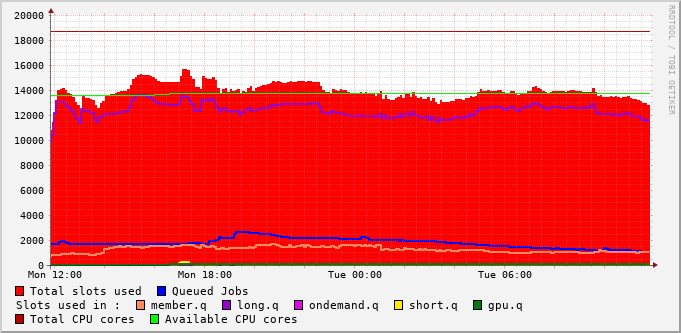 20000
18000
16000
14000
12000
10000
8000
6000
4000
2000
0
Mon 12:00 Mon 18:00 Tue 00:00 Tue 06:00
RRDTOOL / TOBI OETIKER
Total slots used Queued Jobs
Slots used in : member.q long.q ondemand.q short.q gpu.q
Total CPU cores Available CPU cores